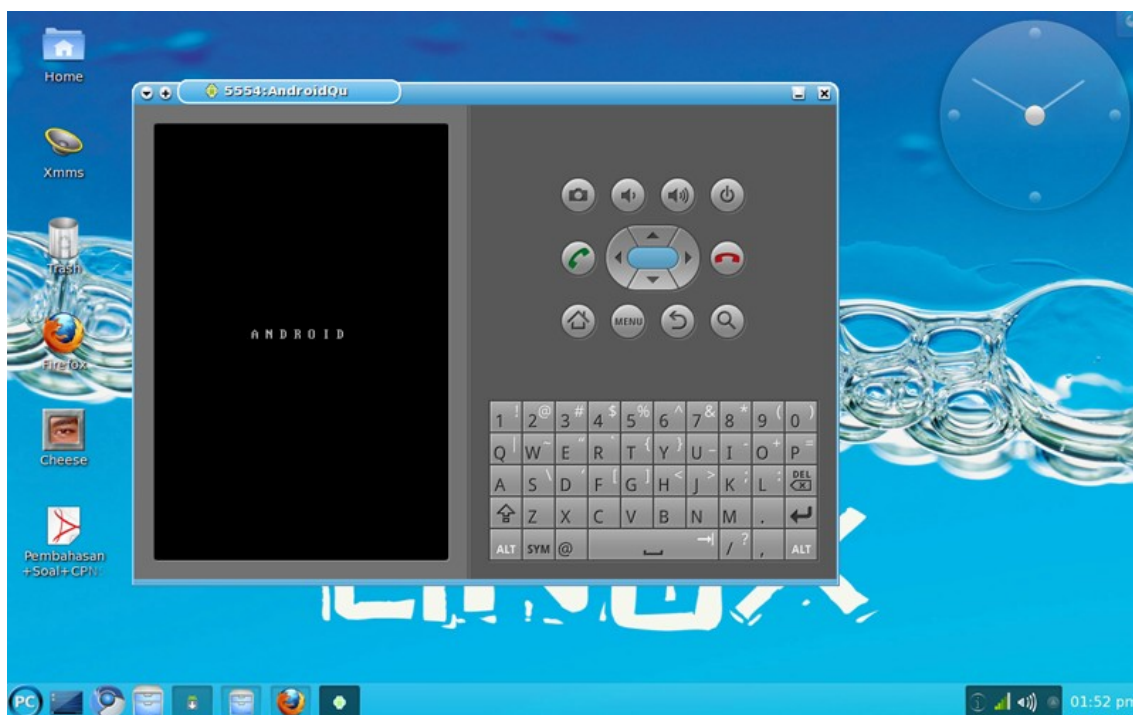 Home
Xmms
Trash
Firefox
Cheese
Pembahasan
+Soal+CPN
5554:AndroidQu
ANDROID
MENU
1 ! 2 @ 3 # 4 $ 5 % 6 ^ 7 & 8 * 9 ( 0 )
Q | W ~ E " R ` T { Y } U - I - O + P =
A S \ D ' F [ G ] H < J > K ; L : DEL
Z X C V B N M .
ALT SYM @ / ? , ALT
LINUX
PC
01:52 pm